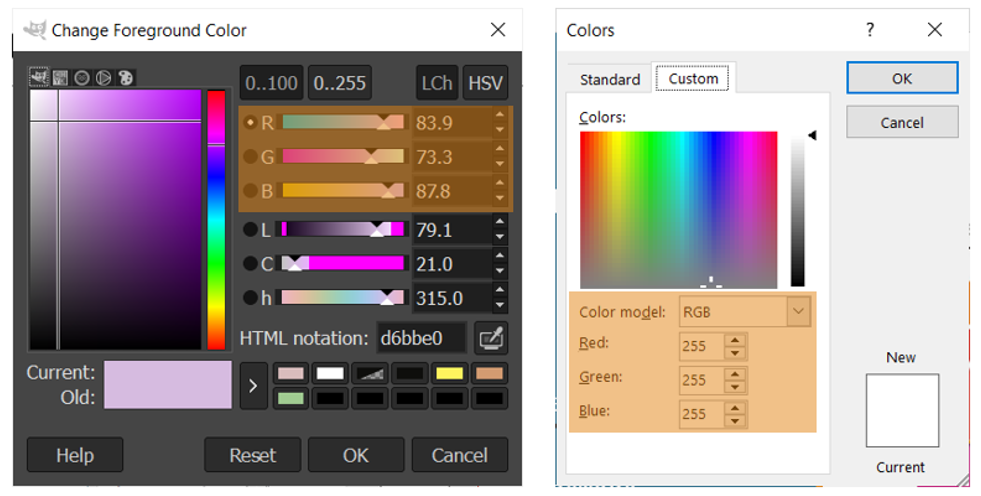 Change Foreground Color
0..100 0..255 LCh HSV
R 83.9
G 73.3
B 87.8
L 79.1
C 21.0
h 315.0
HTML notation: d6bbe0
Current:
Old:
>
Help Reset OK Cancel
Colors ?
Standard Custom OK
Cancel
Colors:
Color model: RGB
Red: 255
Green: 255
Blue: 255
New
Current